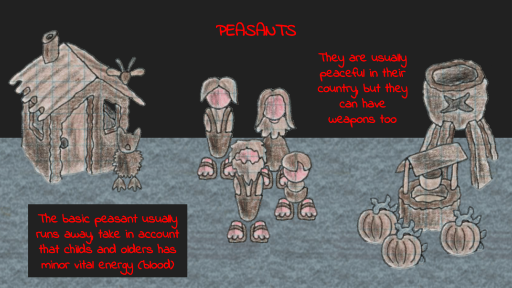 PEASANTS
They are usually
peaceful in their
country, but they
can have
weapons too
The basic peasant usually
runs away, take in account
that childs and olders has
minor vital energy (blood)